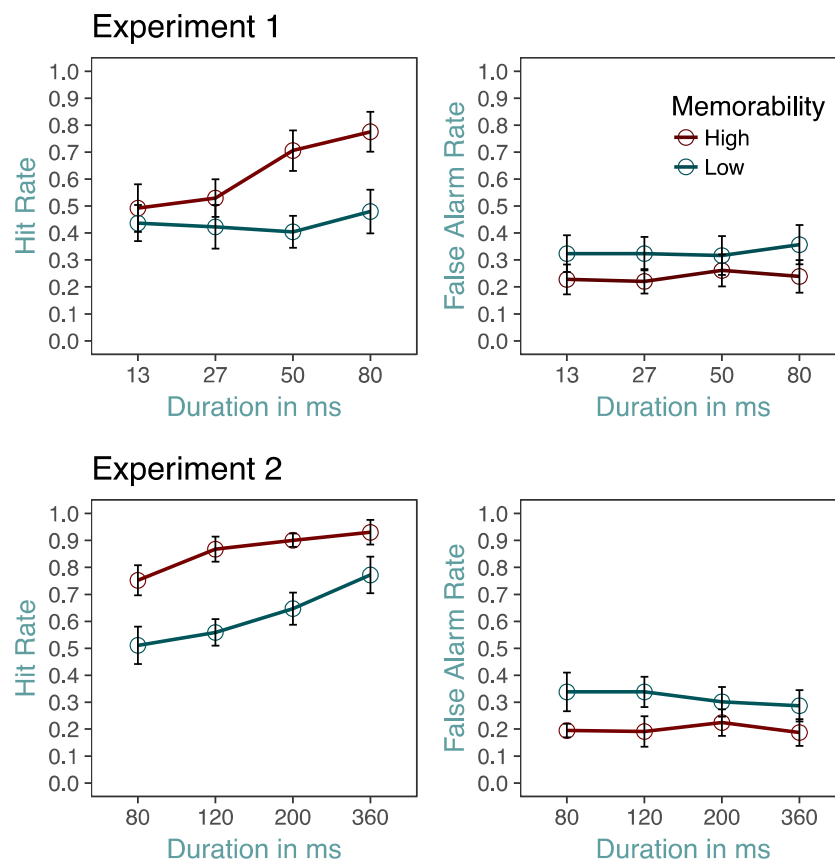 Experiment 1
1.0
0.9
0.8
0.7
0.6
0.5
0.4
0.3
0.2
0.1
0.0
Hit Rate
13 27 50 80
Duration in ms
1.0
0.9
0.8
0.7
0.6
0.5
0.4
0.3
0.2
0.1
0.0
False Alarm Rate
Memorability
High
Low
13 27 50 80
Duration in ms
Experiment 2
1.0
0.9
0.8
0.7
0.6
0.5
0.4
0.3
0.2
0.1
0.0
Hit Rate
80 120 200 360
Duration in ms
1.0
0.9
0.8
0.7
0.6
0.5
0.4
0.3
0.2
0.1
0.0
False Alarm Rate
80 120 200 360
Duration in ms